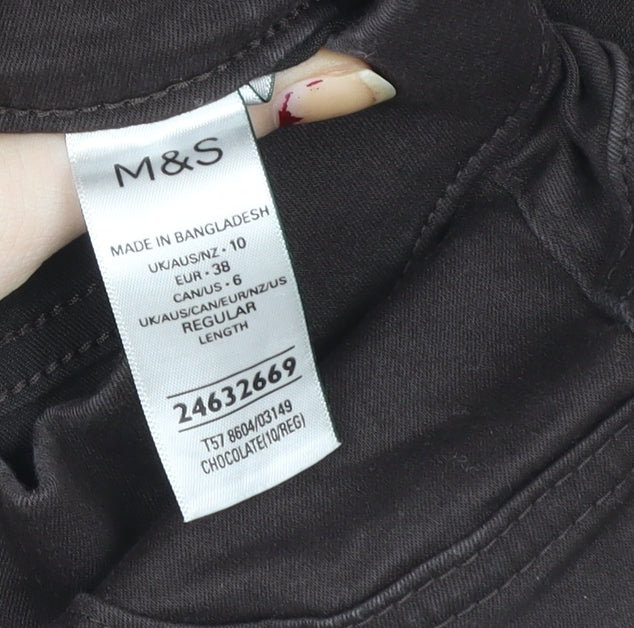 M&S
MADE IN BANGLADESH
UK/AUS/NZ • 10
EUR • 38
CAN/US • 6
UK/AUS/CAN/EUR/NZ/US
REGULAR
LENGTH
24632669
T57 8604/03149
CHOCOLATE(10/REG)